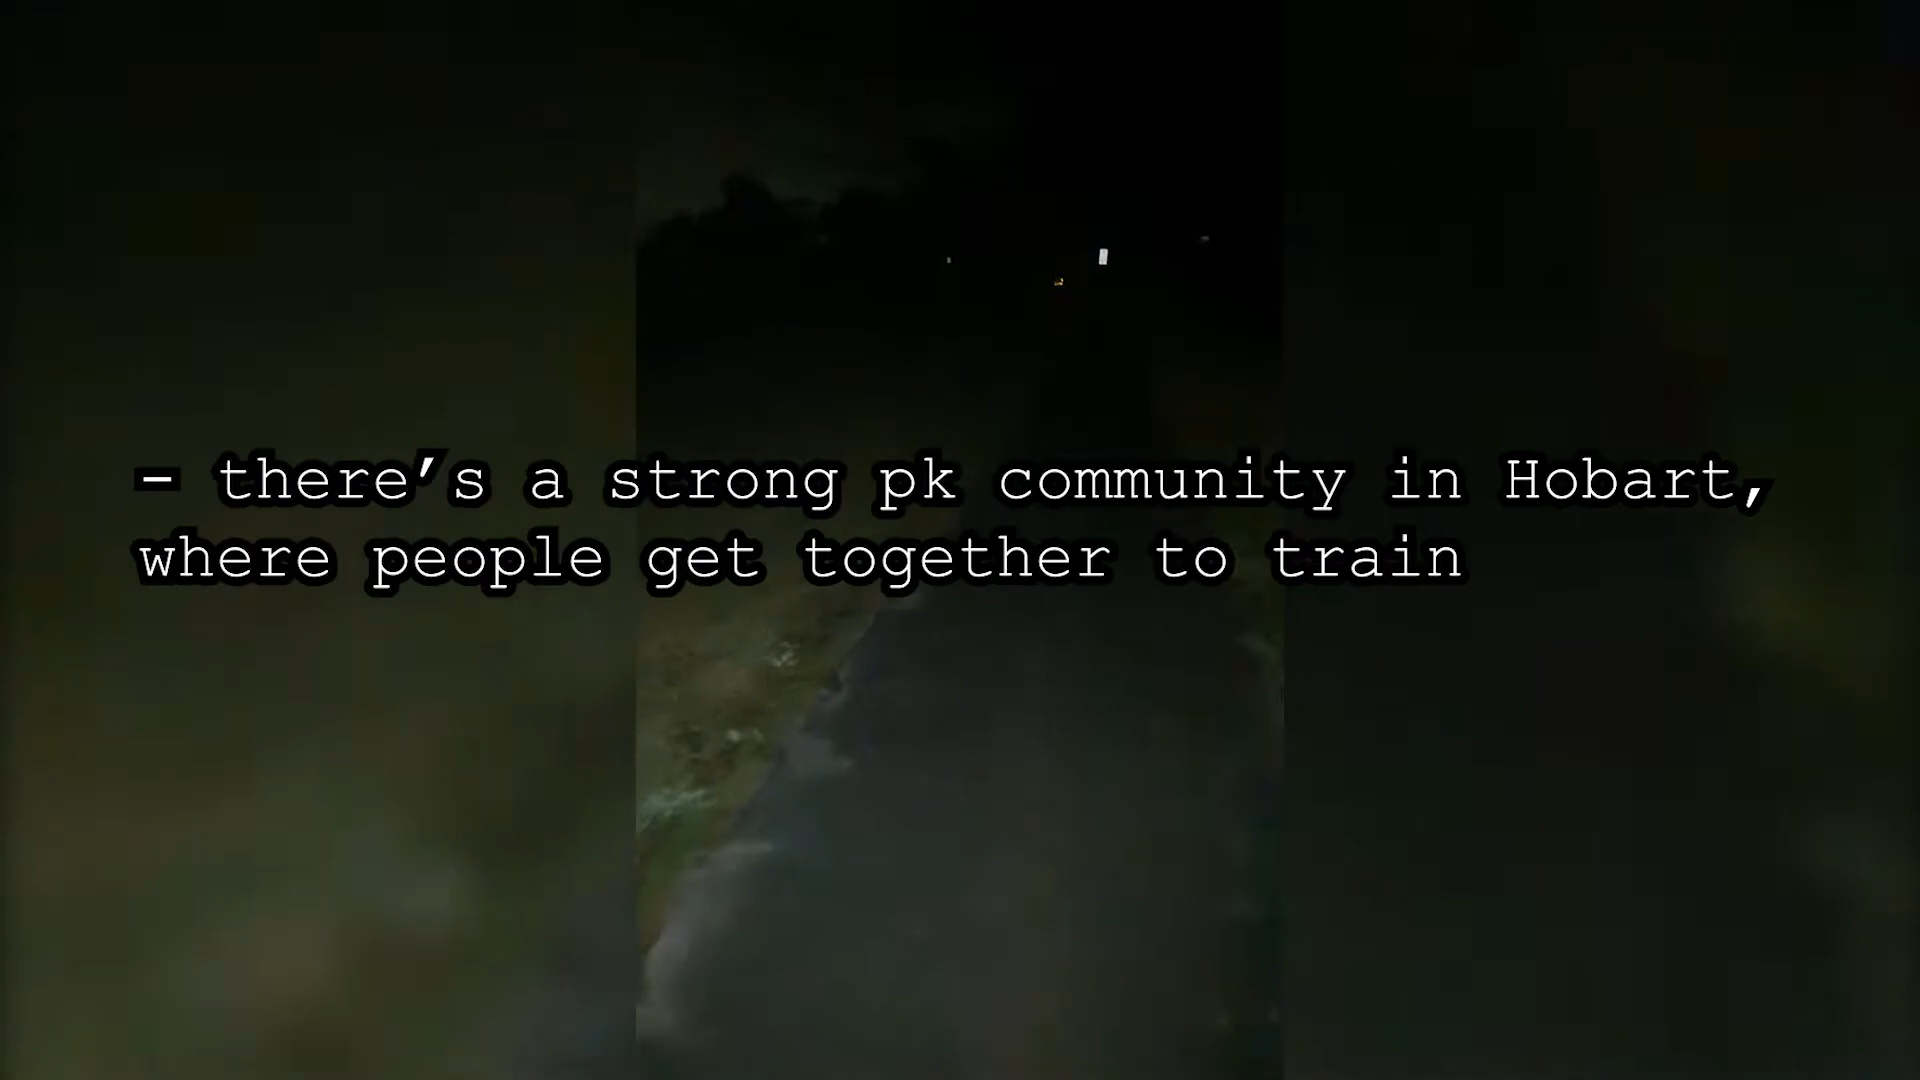 - there’s a strong pk community in Hobart,
where people get together to train